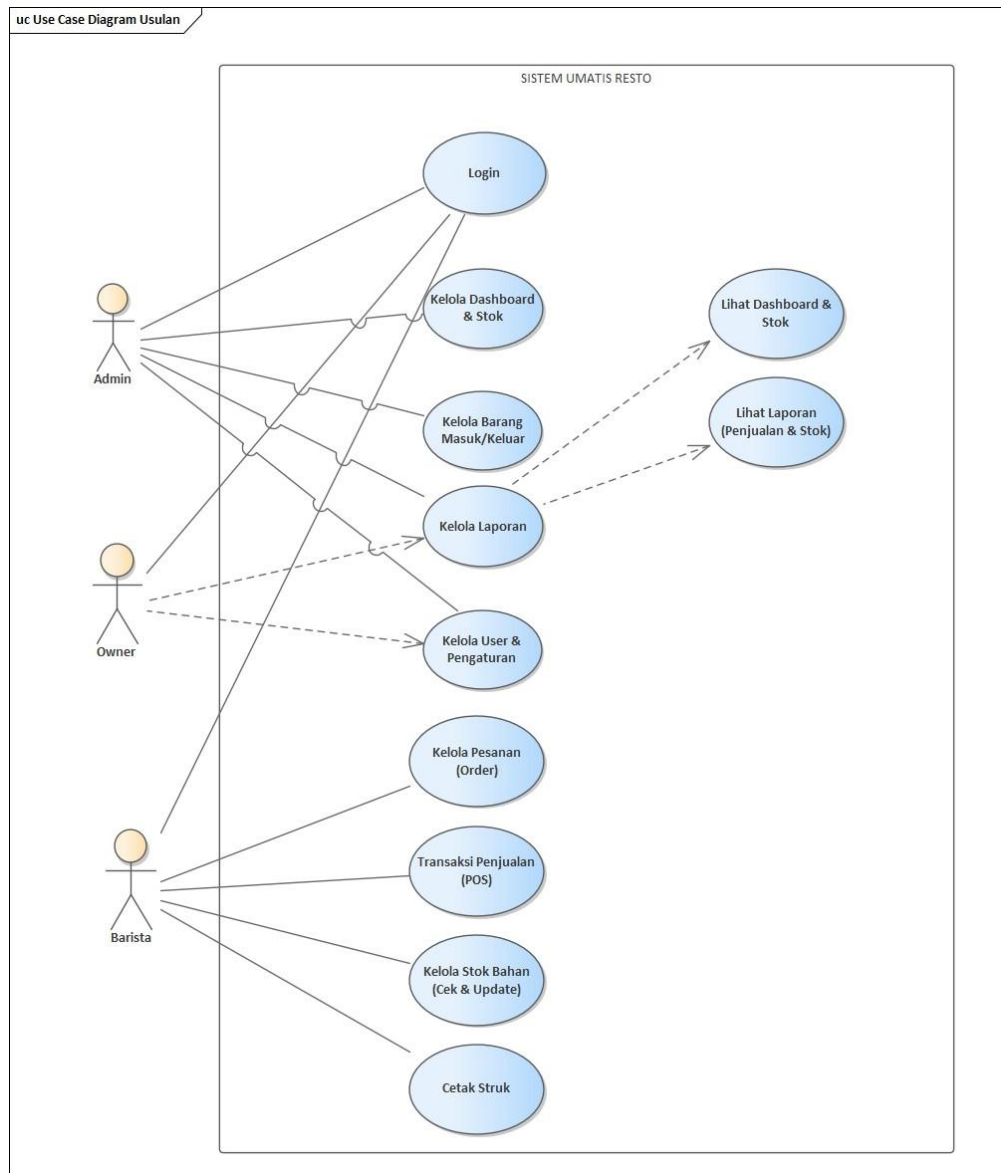 uc Use Case Diagram Usulan
SISTEM UMATIS RESTO
Login
Kelola Dashboard
& Stok
Lihat Dashboard &
Stok
Admin
Kelola Barang
Masuk/Keluar
Lihat Laporan
(Penjualan & Stok)
Kelola Laporan
Owner
Kelola User &
Pengaturan
Kelola Pesanan
(Order)
Transaksi Penjualan
(POS)
Barista
Kelola Stok Bahan
(Cek & Update)
Cetak Struk